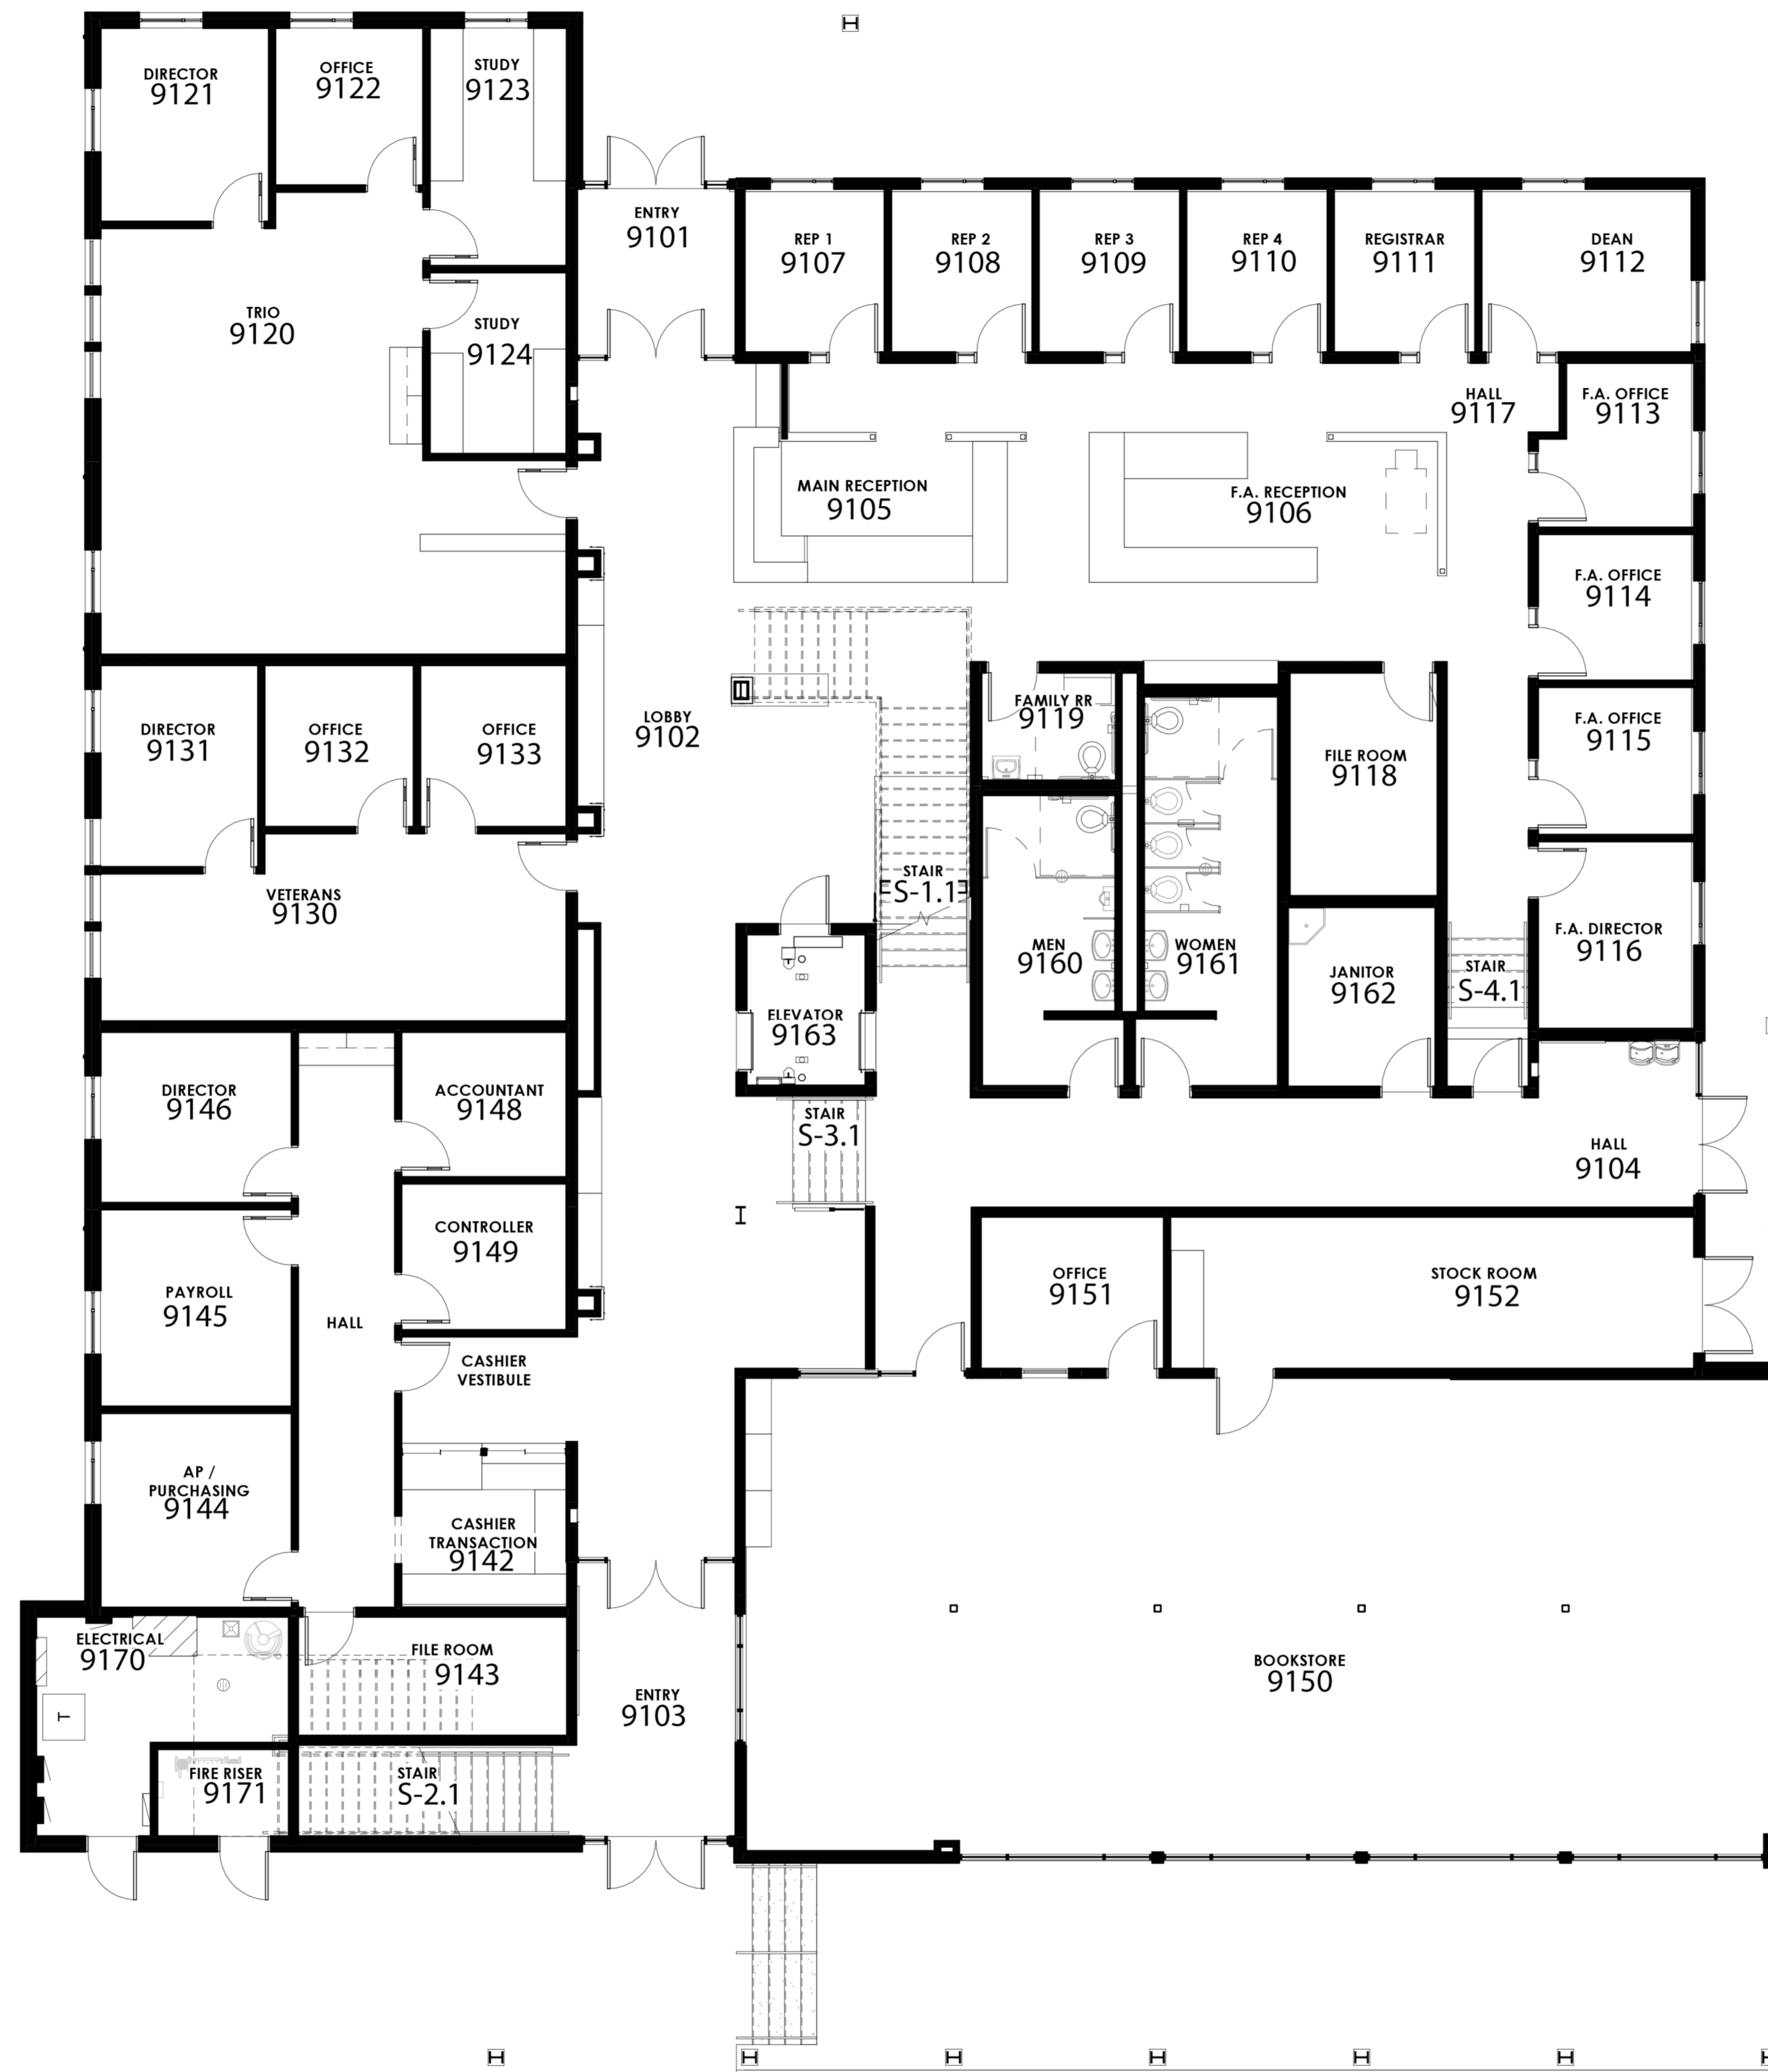 DIRECTOR
9121
OFFICE
9122
STUDY
9123
ENTRY
9101
REP 1
9107
REP 2
9108
REP 3
9109
REP 4
9110
REGISTRAR
9111
DEAN
9112
TRIO
9120
STUDY
9124
HALL
9117
F.A. OFFICE
9113
MAIN RECEPTION
9105
F.A. RECEPTION
9106
F.A. OFFICE
9114
DIRECTOR
9131
OFFICE
9132
OFFICE
9133
LOBBY
9102
FAMILY RR
9119
FILE ROOM
9118
F.A. OFFICE
9115
VETERANS
9130
STAIR
S-1.1
MEN
9160
WOMEN
9161
JANITOR
9162
STAIR
S-4.1
F.A. DIRECTOR
9116
ELEVATOR
9163
DIRECTOR
9146
ACCOUNTANT
9148
STAIR
S-3.1
HALL
9104
CONTROLLER
9149
PAYROLL
9145
HALL
OFFICE
9151
STOCK ROOM
9152
CASHIER
VESTIBULE
AP /
PURCHASING
9144
CASHIER
TRANSACTION
9142
ELECTRICAL
9170
FILE ROOM
9143
ENTRY
9103
BOOKSTORE
9150
T
FIRE RISER
9171
STAIR
S-2.1